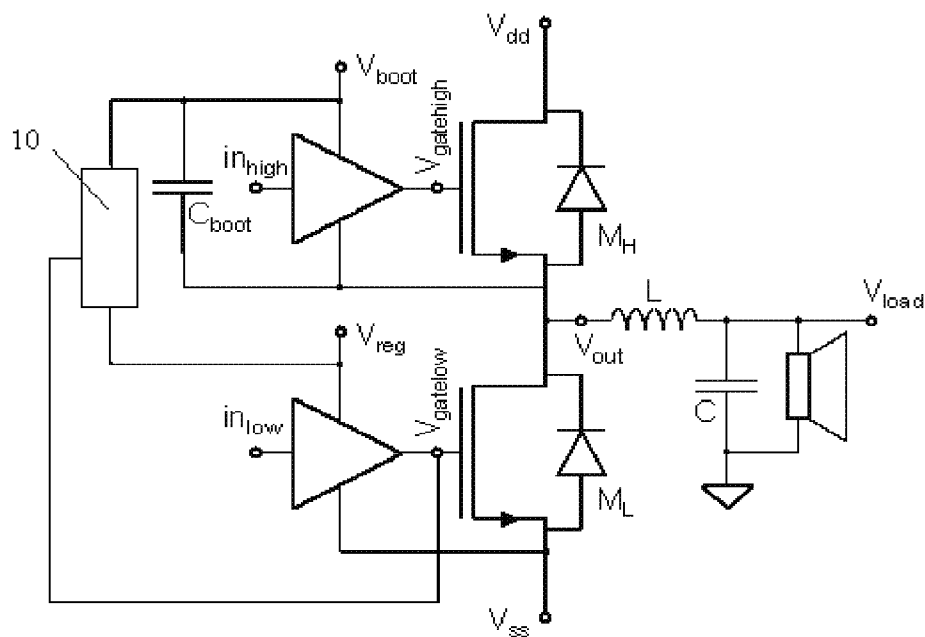 V_dd
V_boot
10
in_high
V_gatehigh
C_boot
M_H
L
V_load
V_reg
V_out
V_gatelow
in_low
C
M_L
V_ss